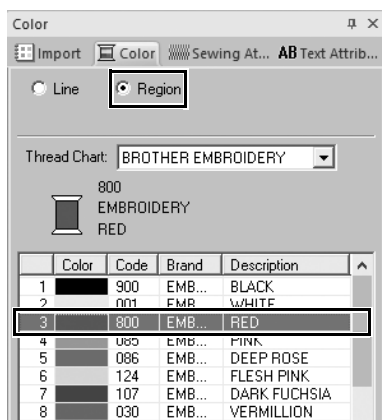 Color
Import Color Sewing At... AB Text Attrib...
Line Region
Thread Chart: BROTHER EMBROIDERY
800
EMBROIDERY
RED
Color Code Brand Description
1 900 EMB... BLACK
2 001 EMB... WHITE
3 800 EMB... RED
4 085 EMB... PINK
5 086 EMB... DEEP ROSE
6 124 EMB... FLESH PINK
7 107 EMB... DARK FUCHSIA
8 030 EMB... VERMILLION